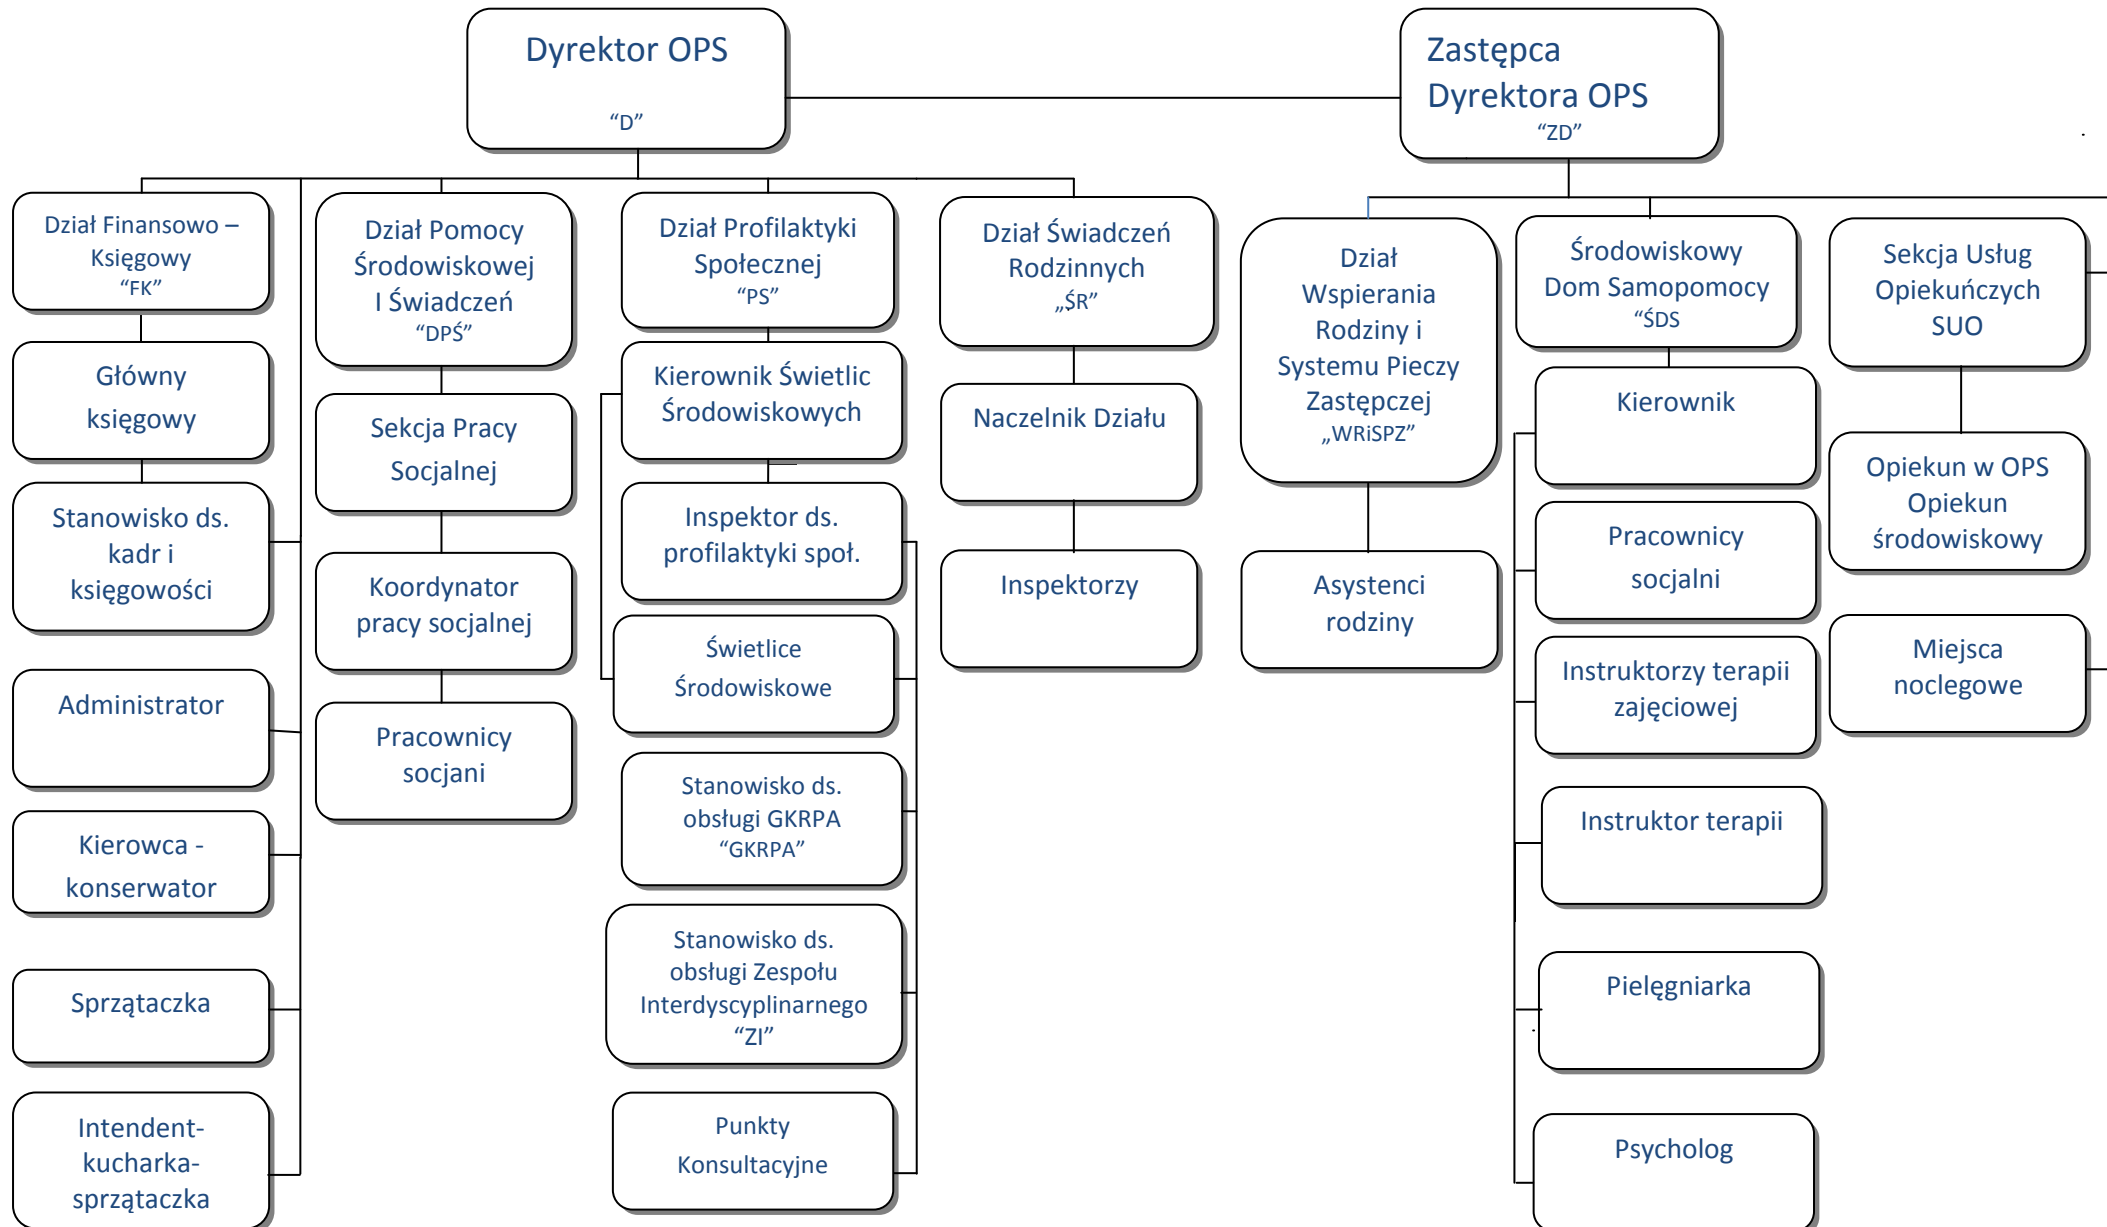 Dyrektor OPS
“D”
Zastępca
Dyrektora OPS
“ZD”
Dział Finansowo –
Księgowy
“FK”
Główny
księgowy
Stanowisko ds.
kadr i
księgowości
Administrator
Kierowca -
konserwator
Sprzątaczka
Intendent-
kucharka-
sprzątaczka
Dział Pomocy
Środowiskowej
I Świadczeń
“DPŚ”
Sekcja Pracy
Socjalnej
Koordynator
pracy socjalnej
Pracownicy
socjani
Dział Profilaktyki
Społecznej
“PS”
Kierownik Świetlic
Środowiskowych
Inspektor ds.
profilaktyki społ.
Świetlice
Środowiskowe
Stanowisko ds.
obsługi GKRPA
“GKRPA”
Stanowisko ds.
obsługi Zespołu
Interdyscyplinarnego
“ZI”
Punkty
Konsultacyjne
Dział Świadczeń
Rodzinnych
„ŚR”
Naczelnik Działu
Inspektorzy
Dział
Wspierania
Rodziny i
Systemu Pieczy
Zastępczej
„WRiSPZ”
Asystenci
rodziny
Środowiskowy
Dom Samopomocy
“ŚDS
Kierownik
Pracownicy
socjalni
Instruktorzy terapii
zajęciowej
Instruktor terapii
Pielęgniarka
Psycholog
Sekcja Usług
Opiekuńczych
SUO
Opiekun w OPS
Opiekun
środowiskowy
Miejsca
noclegowe